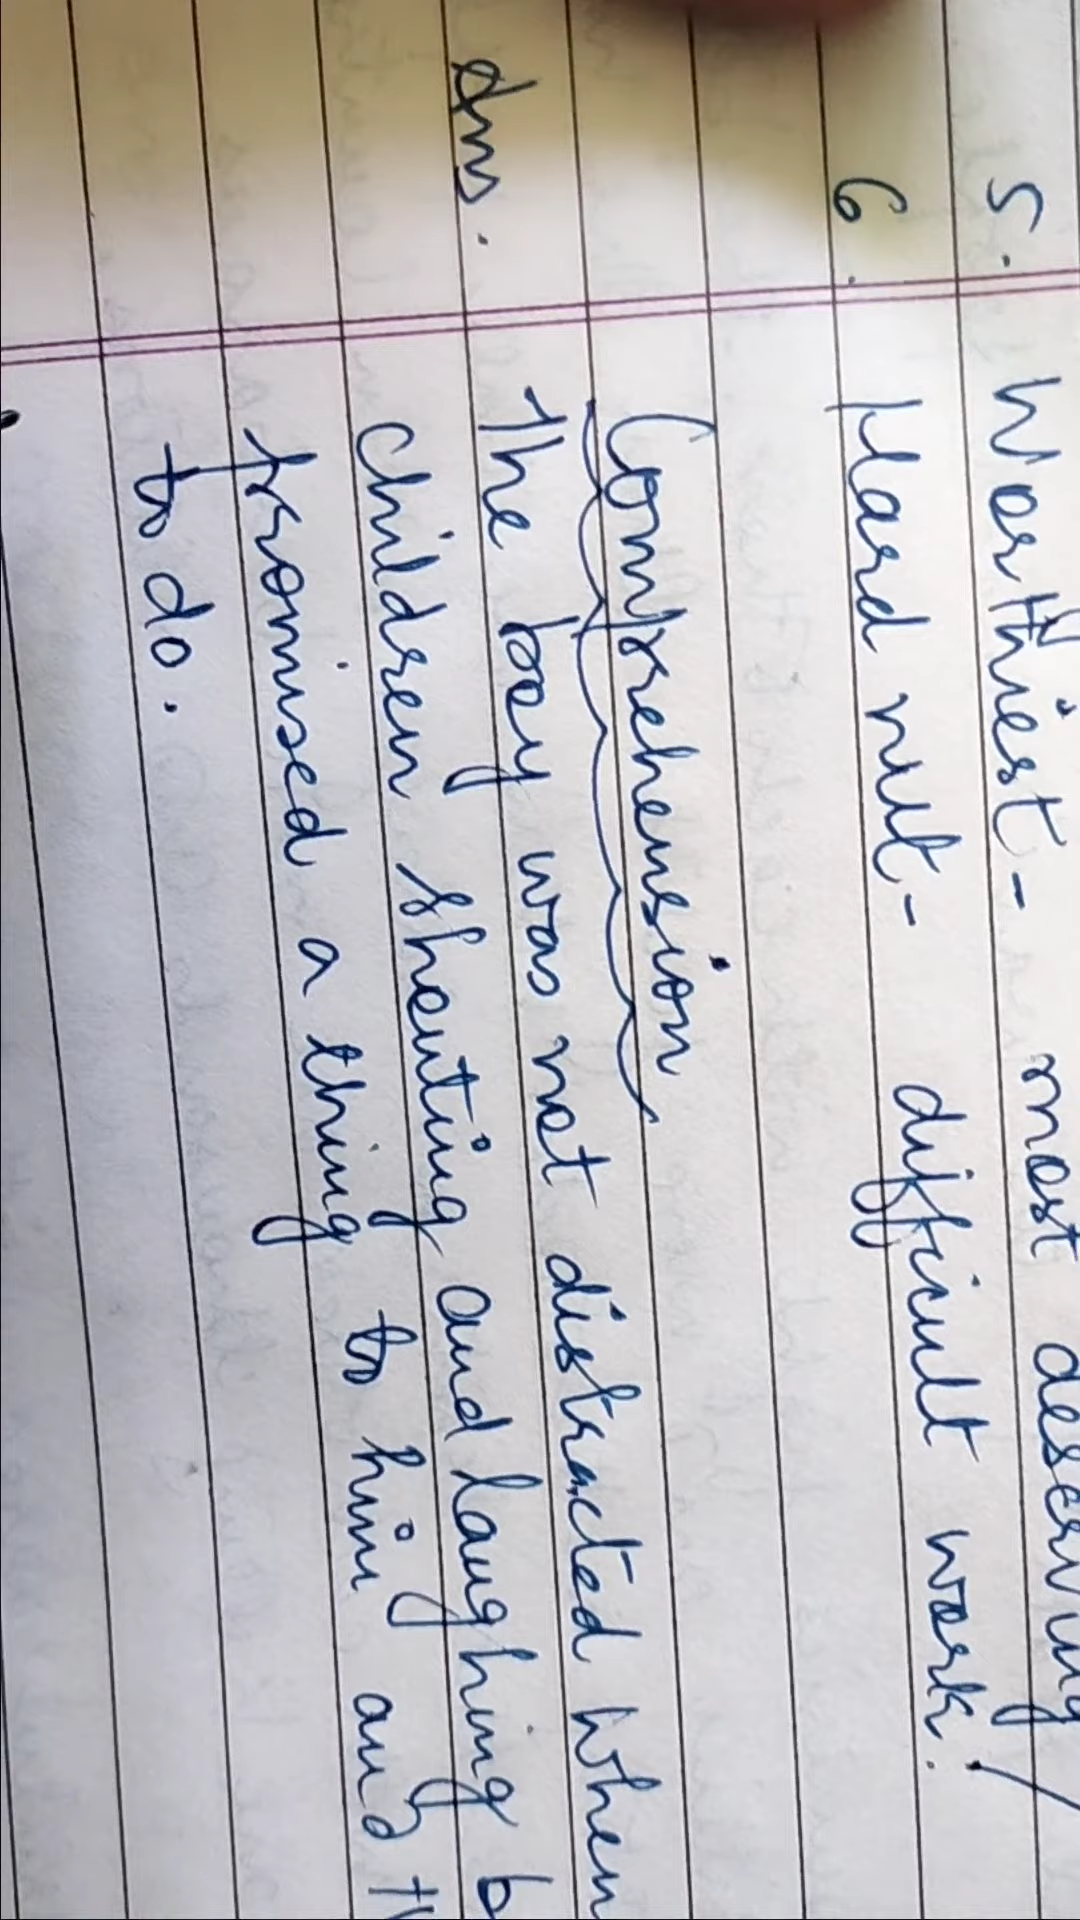 5. Worthiest - most deserving
6. Hard nut - difficult work.
Comprehension
Ans. The boy was not distracted when
children shouting and laughing b
promised a thing to him and th
to do.